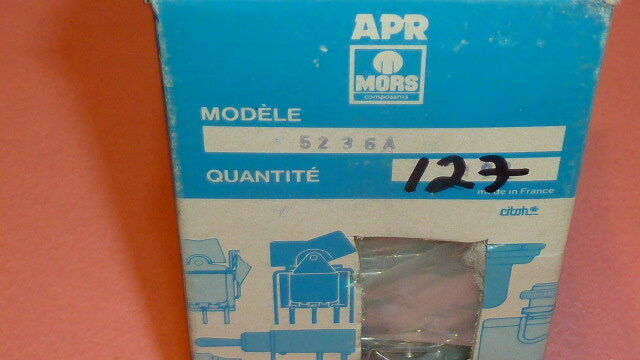 APR
MORS
composants
MODÈLE
5236A
QUANTITÉ
127
made in France
citoh